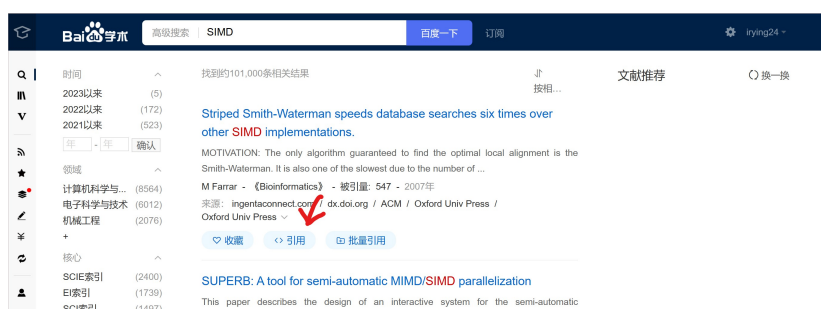 Bai du 学术
高级搜索 SIMD 百度一下 订阅 irying24
时间
2023以来 (5)
2022以来 (172)
2021以来 (523)
年 - 年 确认
领域
计算机科学与... (8564)
电子科学与技术 (6012)
机械工程 (2076)
+
核心
SCIE索引 (2400)
EI索引 (1739)
找到约101,000条相关结果
按相...
Striped Smith-Waterman speeds database searches six times over
other SIMD implementations.
MOTIVATION: The only algorithm guaranteed to find the optimal local alignment is the
Smith-Waterman. It is also one of the slowest due to the number of ...
M Farrar - 《Bioinformatics》 - 被引量: 547 - 2007年
来源: ingentaconnect.com / dx.doi.org / ACM / Oxford Univ Press /
Oxford Univ Press
收藏 <> 引用 批量引用
SUPERB: A tool for semi-automatic MIMD/SIMD parallelization
This paper describes the design of an interactive system for the semi-automatic
文献推荐 换一换